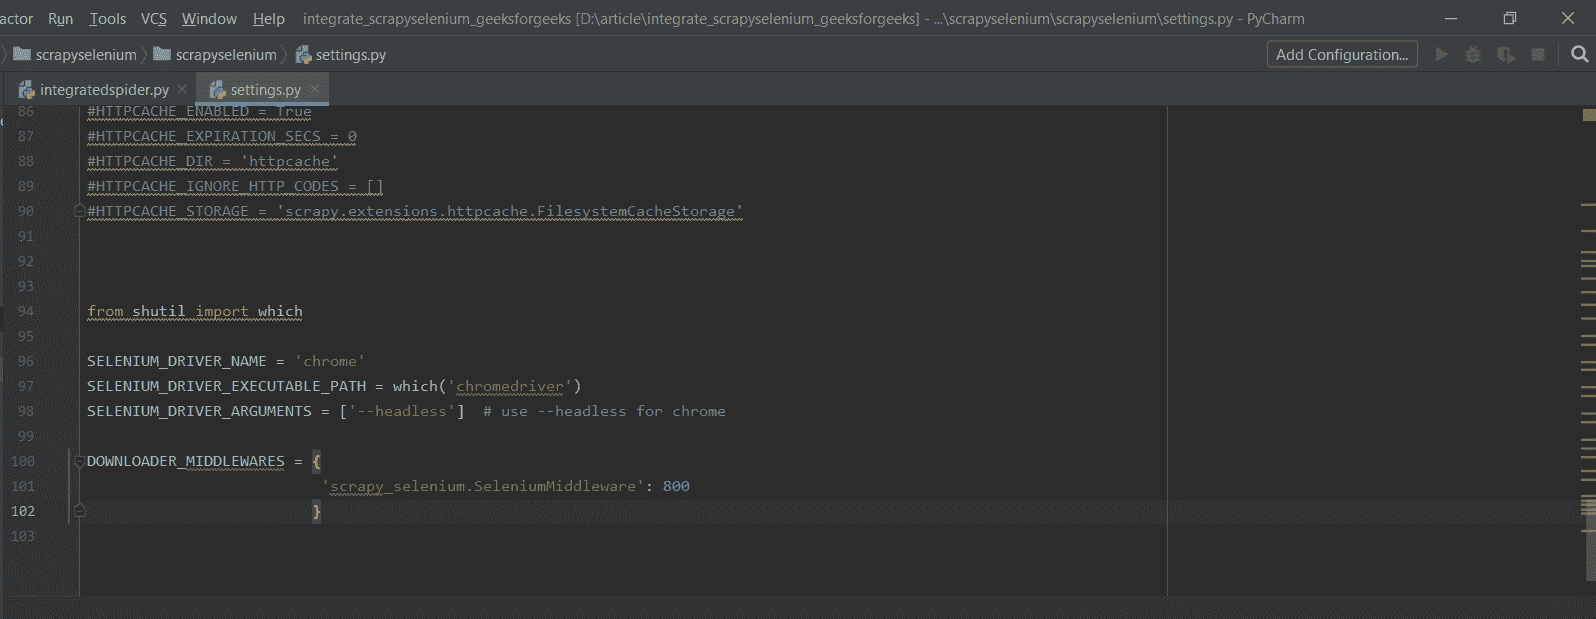 actor Run Tools VCS Window Help integrate_scrapyselenium_geeksforgeeks [D:\article\integrate_scrapyselenium_geeksforgeeks] - ...\scrapyselenium\scrapyselenium\settings.py - PyCharm
scrapyselenium scrapyselenium settings.py Add Configuration...
integratedspider.py settings.py
86 #HTTPCACHE_ENABLED = True
87 #HTTPCACHE_EXPIRATION_SECS = 0
88 #HTTPCACHE_DIR = 'httpcache'
89 #HTTPCACHE_IGNORE_HTTP_CODES = []
90 #HTTPCACHE_STORAGE = 'scrapy.extensions.httpcache.FilesystemCacheStorage'
91
92
93
94 from shutil import which
95
96 SELENIUM_DRIVER_NAME = 'chrome'
97 SELENIUM_DRIVER_EXECUTABLE_PATH = which('chromedriver')
98 SELENIUM_DRIVER_ARGUMENTS = ['--headless'] # use --headless for chrome
99
100 DOWNLOADER_MIDDLEWARES = {
101 'scrapy_selenium.SeleniumMiddleware': 800
102 }
103